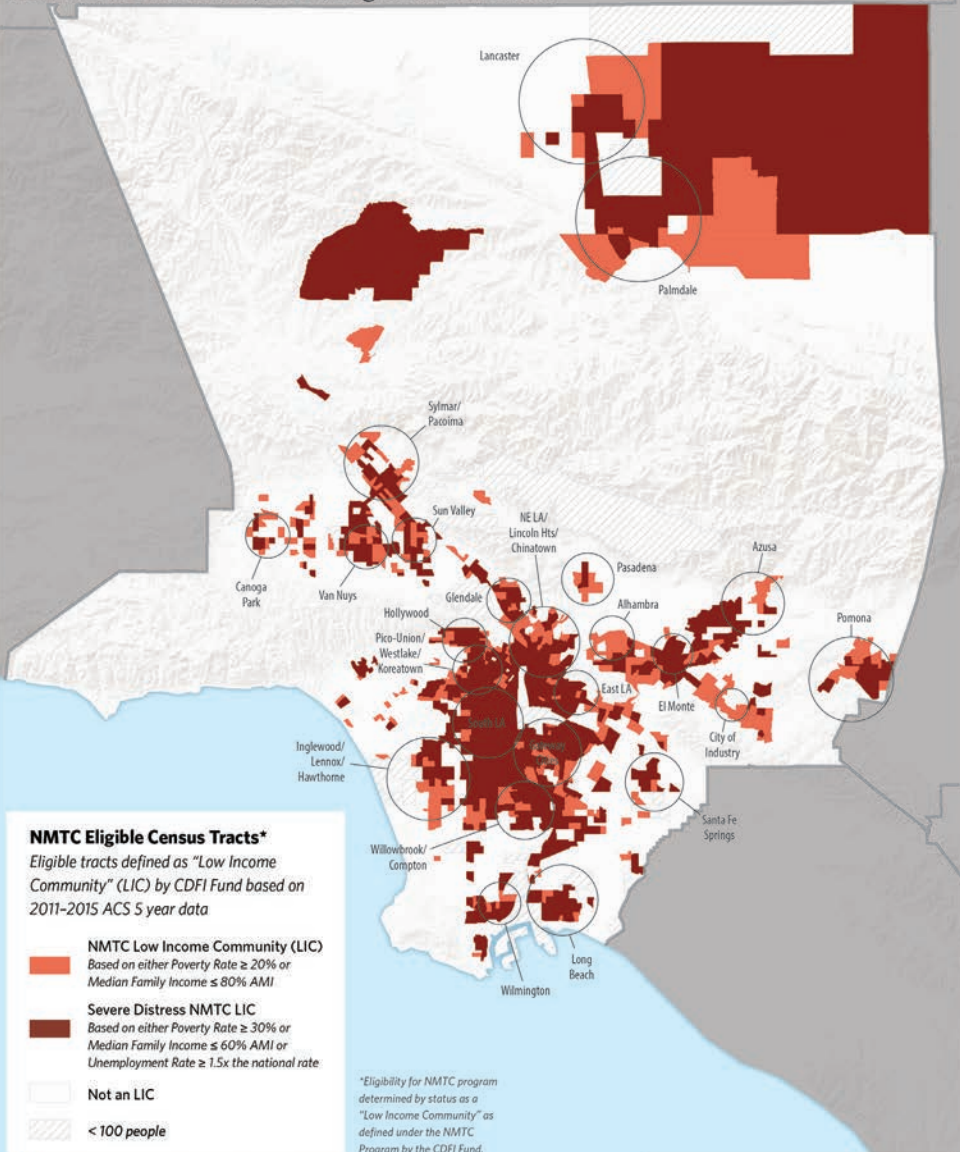 Lancaster
Palmdale
Sylmar/
Pacoima
Sun Valley
NE LA/
Lincoln Hts/
Chinatown
Azusa
Pasadena
Canoga
Park
Van Nuys
Glendale
Alhambra
Hollywood
Pomona
Pico-Union/
Westlake/
Koreatown
East LA
El Monte
South LA
City of
Industry
Inglewood/
Lennox/
Hawthorne
Santa Fe
Springs
Willowbrook/
Compton
Long
Beach
Wilmington
NMTC Eligible Census Tracts*
Eligible tracts defined as “Low Income
Community” (LIC) by CDFI Fund based on
2011–2015 ACS 5 year data
NMTC Low Income Community (LIC)
Based on either Poverty Rate ≥ 20% or
Median Family Income ≤ 80% AMI
Severe Distress NMTC LIC
Based on either Poverty Rate ≥ 30% or
Median Family Income ≤ 60% AMI or
Unemployment Rate ≥ 1.5x the national rate
Not an LIC
< 100 people
*Eligibility for NMTC program
determined by status as a
“Low Income Community” as
defined under the NMTC
Program by the CDFI Fund.